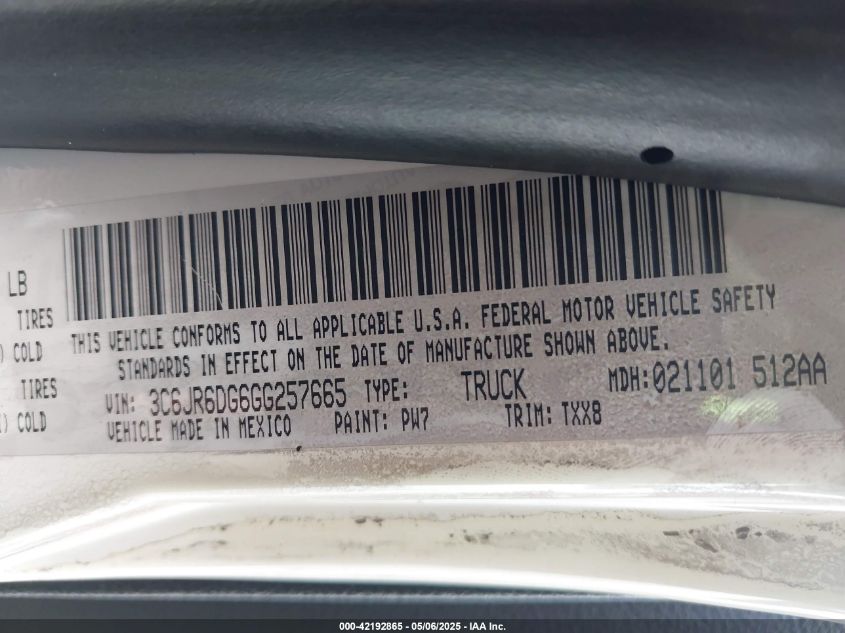 LB
TIRES
THIS VEHICLE CONFORMS TO ALL APPLICABLE U.S.A. FEDERAL MOTOR VEHICLE SAFETY
) COLD
STANDARDS IN EFFECT ON THE DATE OF MANUFACTURE SHOWN ABOVE.
TIRES
VIN: 3C6JR6DG6GG257665 TYPE: TRUCK MDH:021101 512AA
) COLD
VEHICLE MADE IN MEXICO PAINT: PW7 TRIM: TXX8
000-42192865 - 05/06/2025 - IAA Inc.